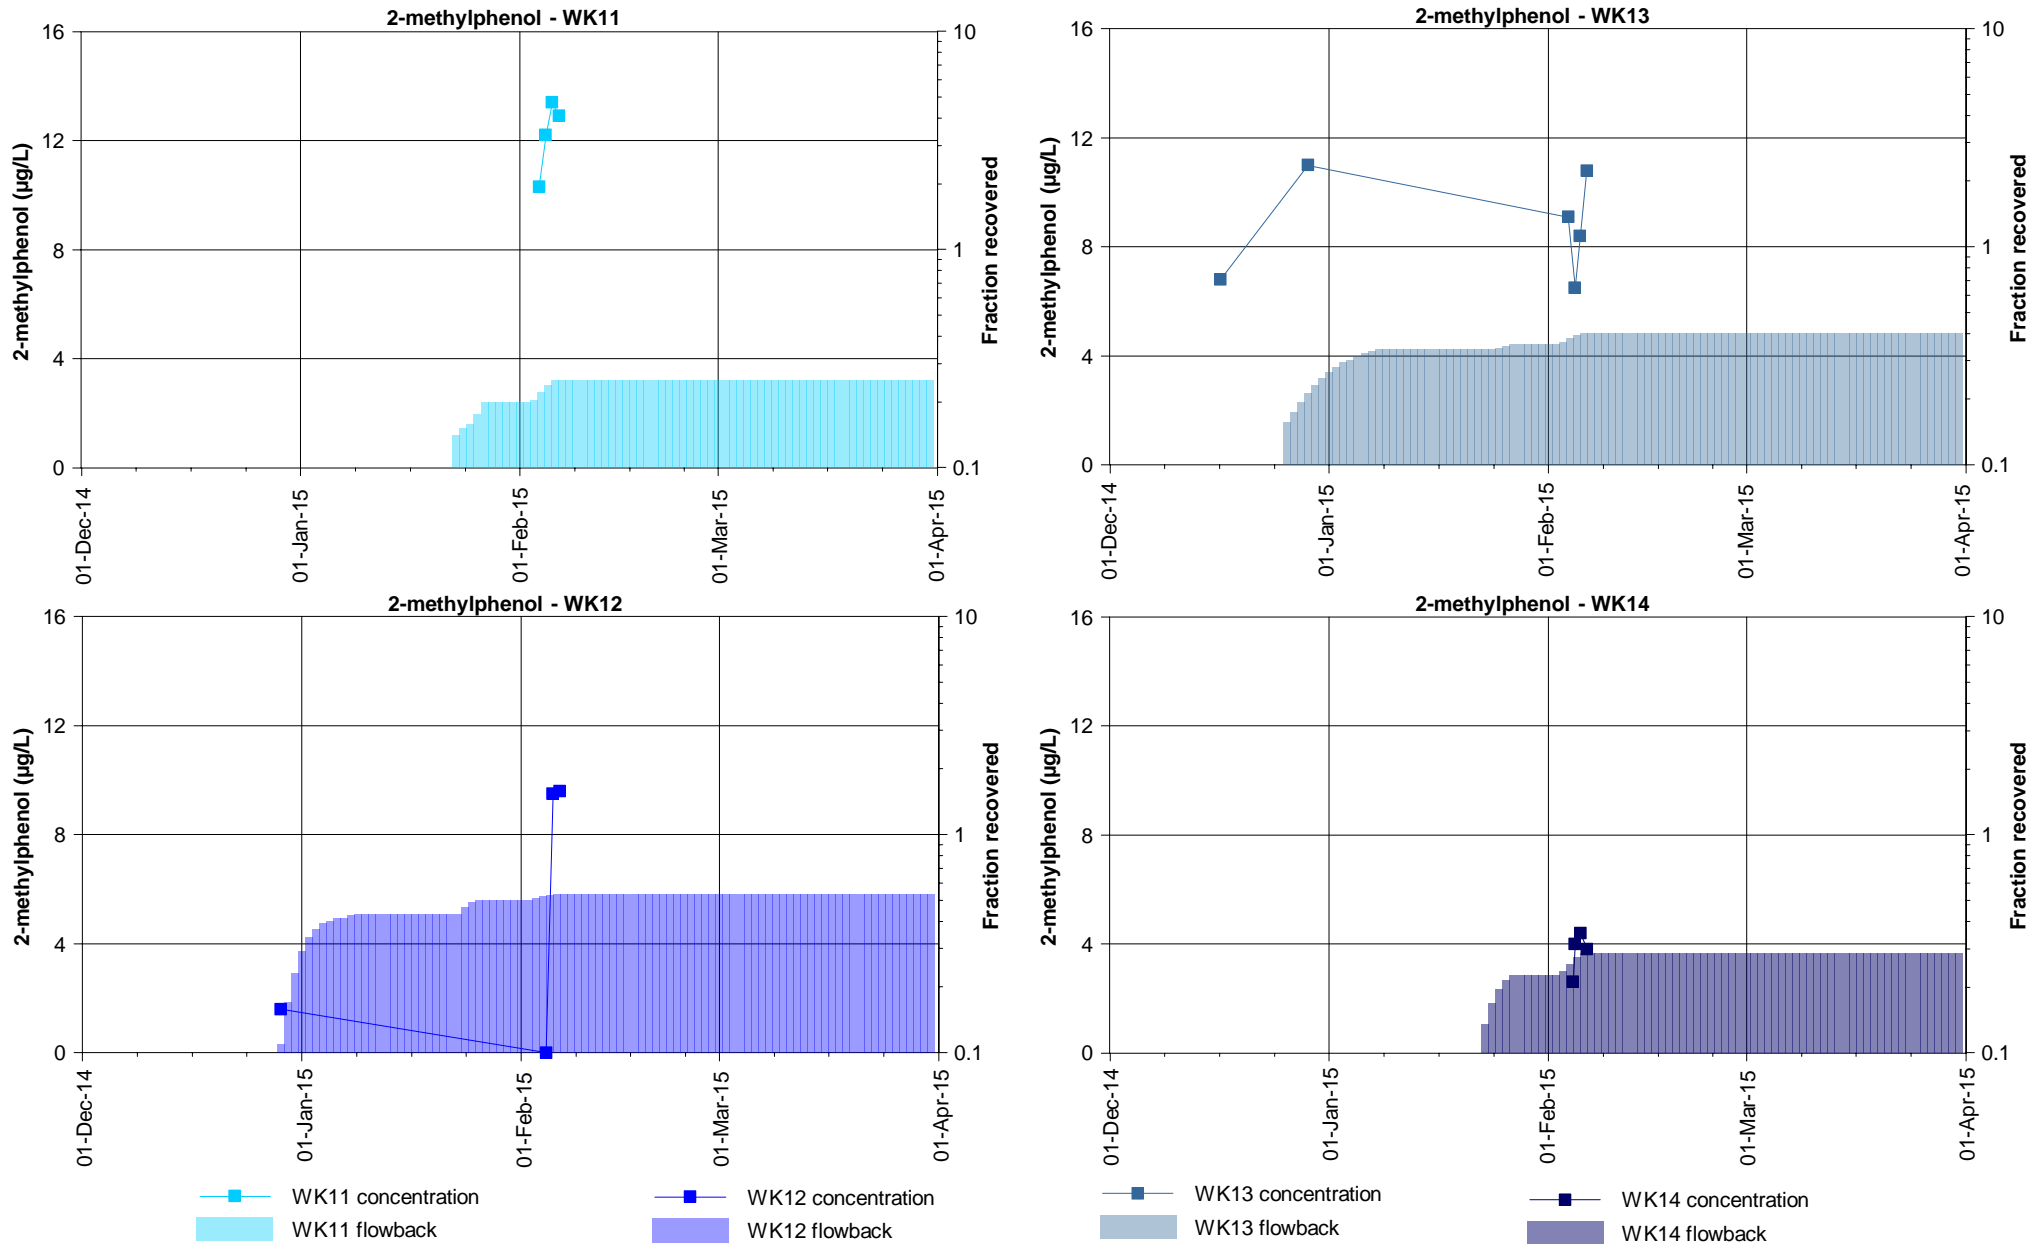 2-methylphenol - WK11
16
12
8
4
0
2-methylphenol (µg/L)
10
1
0.1
Fraction recovered
01-Dec-14
01-Jan-15
01-Feb-15
01-Mar-15
01-Apr-15
2-methylphenol - WK13
16
12
8
4
0
2-methylphenol (µg/L)
10
1
0.1
Fraction recovered
01-Dec-14
01-Jan-15
01-Feb-15
01-Mar-15
01-Apr-15
2-methylphenol - WK12
16
12
8
4
0
2-methylphenol (µg/L)
10
1
0.1
Fraction recovered
01-Dec-14
01-Jan-15
01-Feb-15
01-Mar-15
01-Apr-15
2-methylphenol - WK14
16
12
8
4
0
2-methylphenol (µg/L)
10
1
0.1
Fraction recovered
01-Dec-14
01-Jan-15
01-Feb-15
01-Mar-15
01-Apr-15
WK11 concentration
WK11 flowback
WK12 concentration
WK12 flowback
WK13 concentration
WK13 flowback
WK14 concentration
WK14 flowback